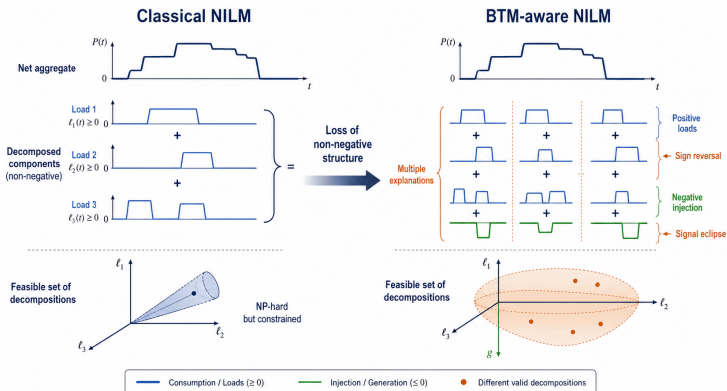 Classical NILM
BTM-aware NILM
P(t)
Net aggregate
0
t
P(t)
0
t
Load 1
ℓ₁(t) ≥ 0
0
+
Decomposed
components
(non-negative)
Load 2
ℓ₂(t) ≥ 0
0
+
Load 3
ℓ₃(t) ≥ 0
0
=
Loss of
non-negative
structure
Multiple
explanations
+ + +
+ + +
+ + +
...
Positive
loads
Sign reversal
Negative
injection
Signal eclipse
Feasible set of
decompositions
ℓ₁
ℓ₂
ℓ₃
NP-hard
but constrained
Feasible set of
decompositions
ℓ₁
ℓ₂
ℓ₃
g
Consumption / Loads (≥ 0)
Injection / Generation (≤ 0)
Different valid decompositions